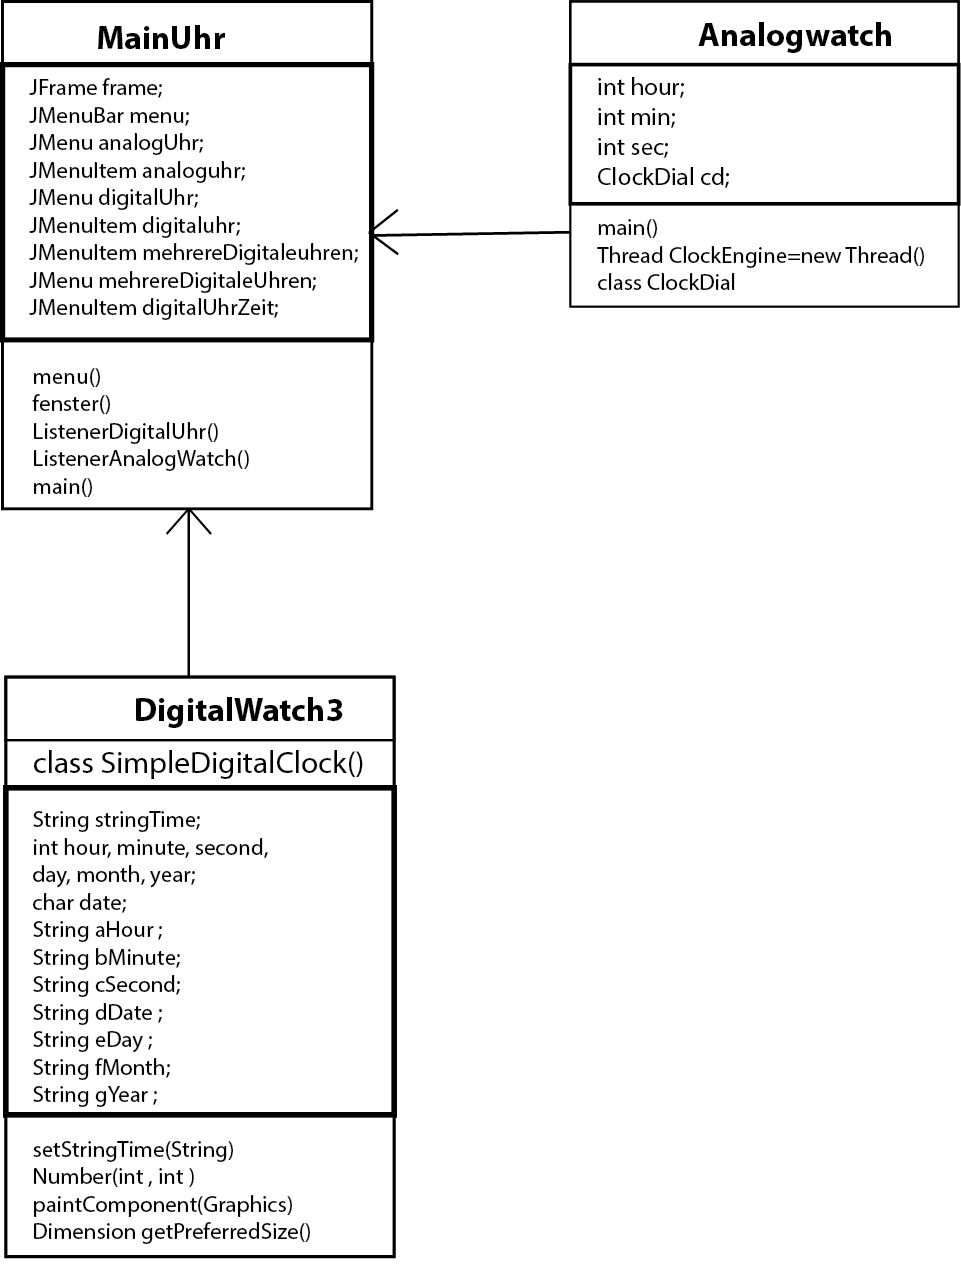 MainUhr
JFrame frame;
JMenuBar menu;
JMenu analogUhr;
JMenuItem analoguhr;
JMenu digitalUhr;
JMenuItem digitaluhr;
JMenuItem mehrereDigitaleuhren;
JMenu mehrereDigitaleUhren;
JMenuItem digitalUhrZeit;
menu()
fenster()
ListenerDigitalUhr()
ListenerAnalogWatch()
main()
Analogwatch
int hour;
int min;
int sec;
ClockDial cd;
main()
Thread ClockEngine=new Thread()
class ClockDial
DigitalWatch3
class SimpleDigitalClock()
String stringTime;
int hour, minute, second,
day, month, year;
char date;
String aHour ;
String bMinute;
String cSecond;
String dDate ;
String eDay ;
String fMonth;
String gYear ;
setStringTime(String)
Number(int , int )
paintComponent(Graphics)
Dimension getPreferredSize()